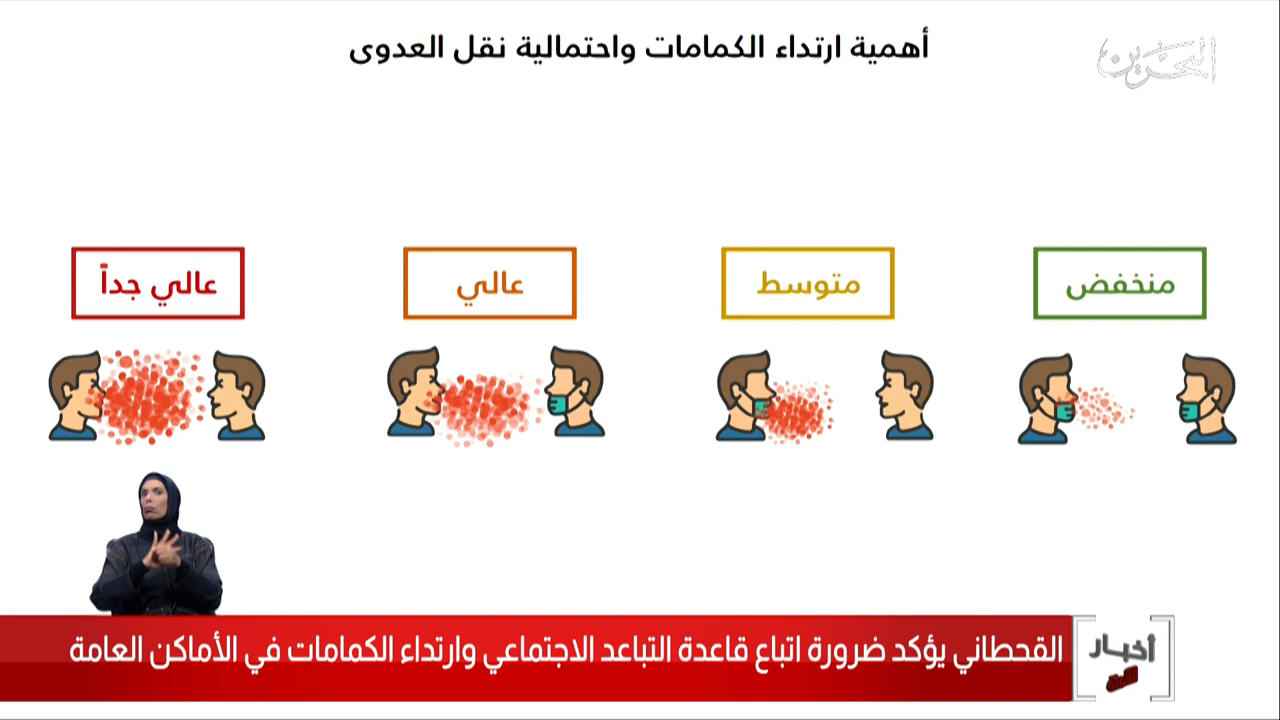 أهمية ارتداء الكمامات واحتمالية نقل العدوى
البحرين
منخفض
متوسط
عالي
عالي جداً
أخبار
القحطاني يؤكد ضرورة اتباع قاعدة التباعد الاجتماعي وارتداء الكمامات في الأماكن العامة